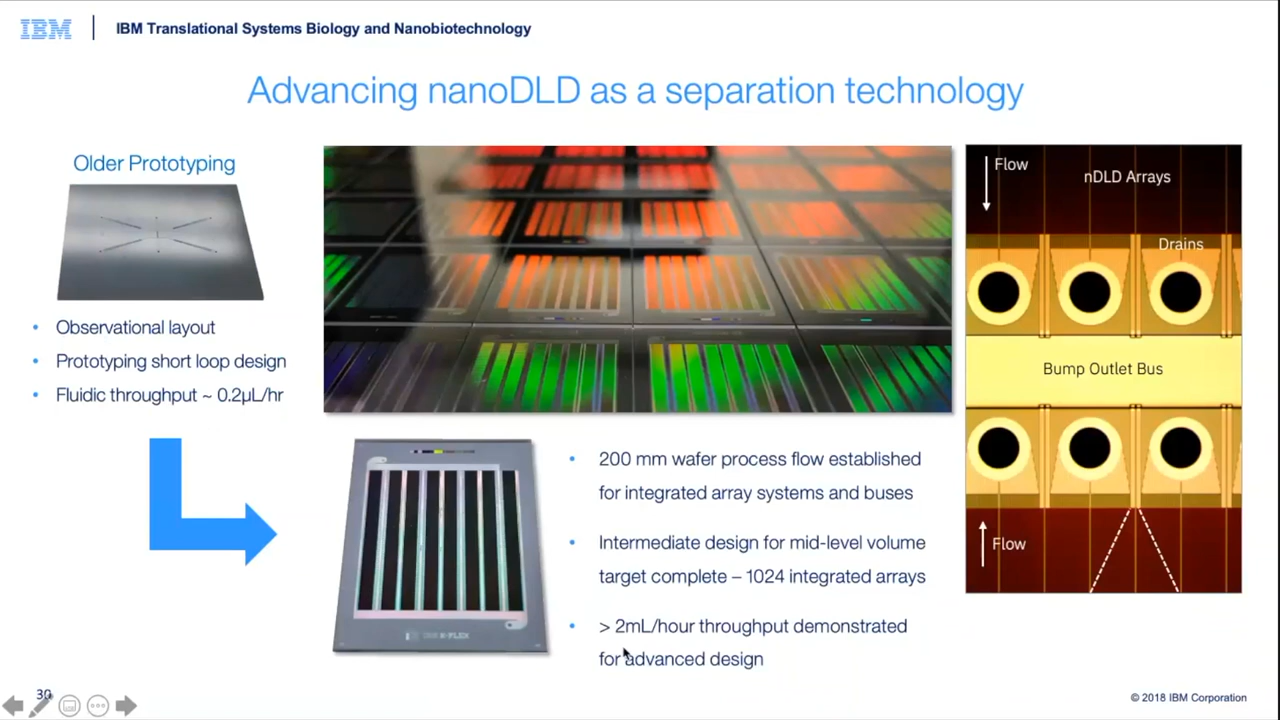 IBM
IBM Translational Systems Biology and Nanobiotechnology
Advancing nanoDLD as a separation technology
Older Prototyping
• Observational layout
• Prototyping short loop design
• Fluidic throughput ~ 0.2µL/hr
Flow
nDLD Arrays
Drains
Bump Outlet Bus
Flow
• 200 mm wafer process flow established
for integrated array systems and buses
• Intermediate design for mid-level volume
target complete – 1024 integrated arrays
• > 2mL/hour throughput demonstrated
for advanced design
30
© 2018 IBM Corporation